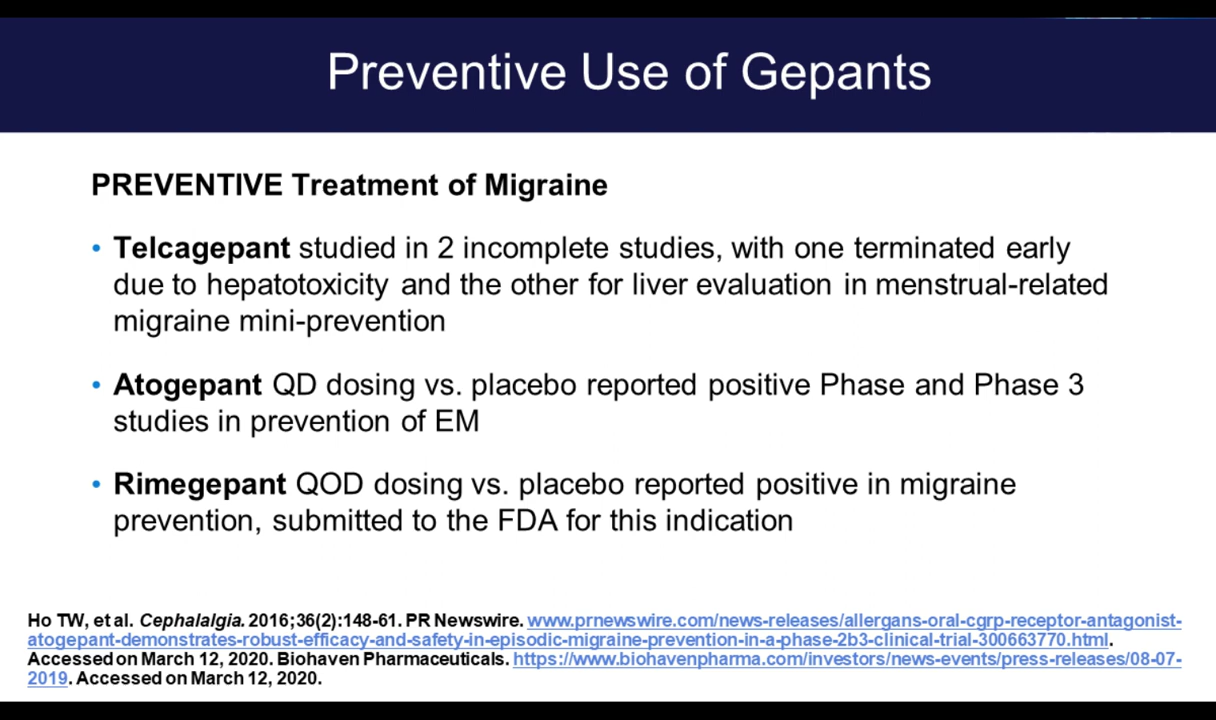 Preventive Use of Gepants
PREVENTIVE Treatment of Migraine
• Telcagepant studied in 2 incomplete studies, with one terminated early
due to hepatotoxicity and the other for liver evaluation in menstrual-related
migraine mini-prevention
• Atogepant QD dosing vs. placebo reported positive Phase and Phase 3
studies in prevention of EM
• Rimegepant QOD dosing vs. placebo reported positive in migraine
prevention, submitted to the FDA for this indication
Ho TW, et al. Cephalalgia. 2016;36(2):148-61. PR Newswire. www.prnewswire.com/news-releases/allergans-oral-cgrp-receptor-antagonist-
atogepant-demonstrates-robust-efficacy-and-safety-in-episodic-migraine-prevention-in-a-phase-2b3-clinical-trial-300663770.html.
Accessed on March 12, 2020. Biohaven Pharmaceuticals. https://www.biohavenpharma.com/investors/news-events/press-releases/08-07-
2019. Accessed on March 12, 2020.